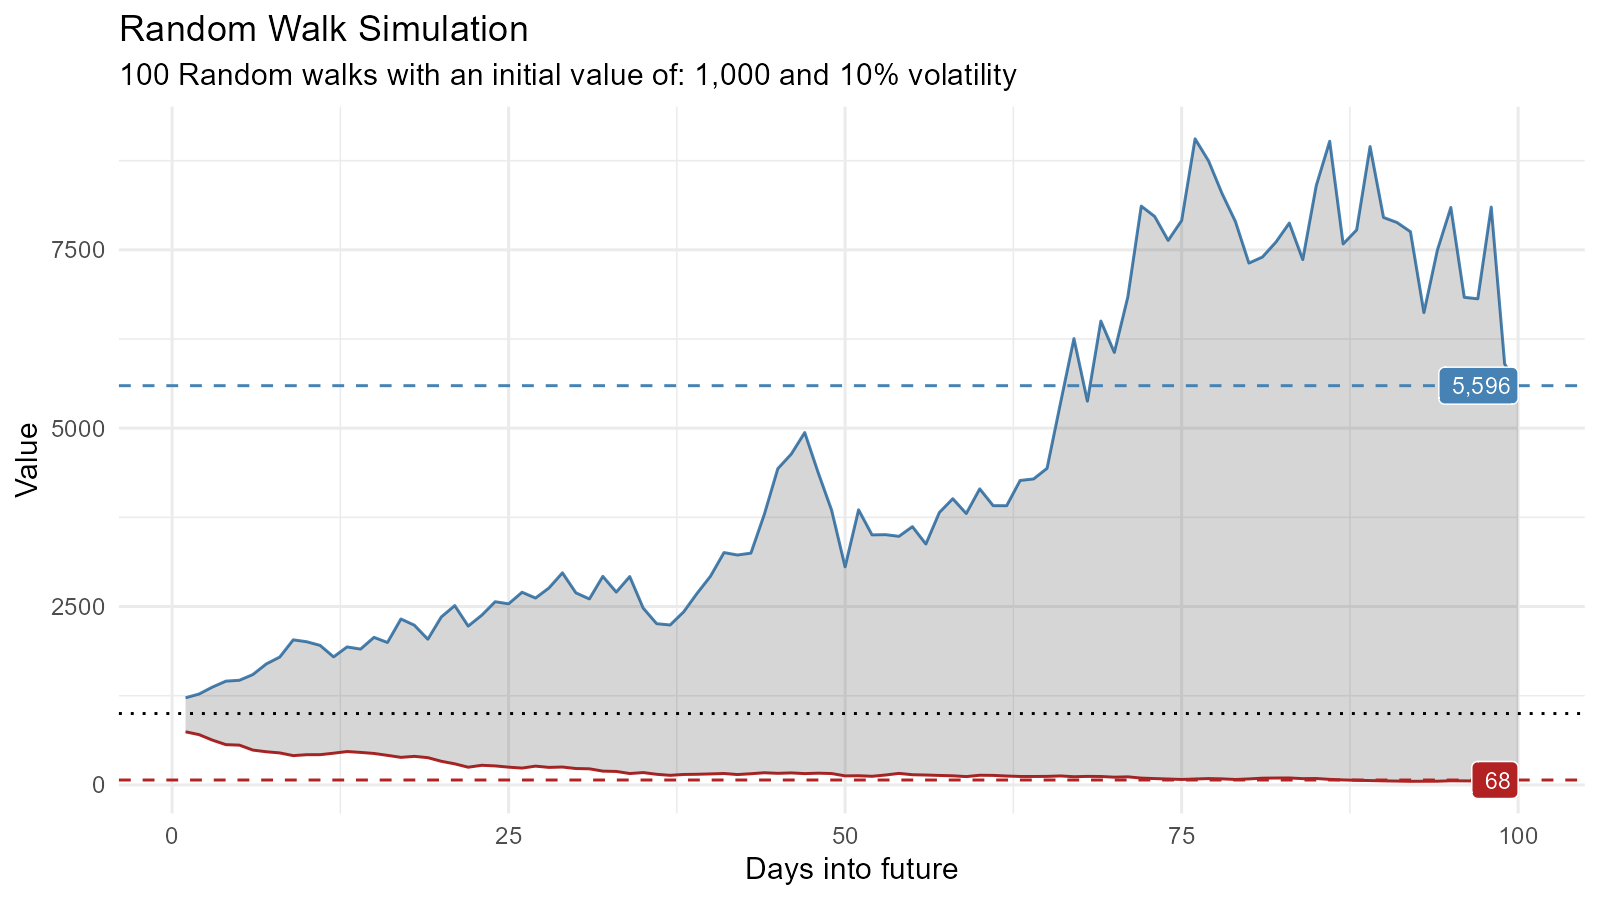 Random Walk Simulation
100 Random walks with an initial value of: 1,000 and 10% volatility
Value
7500
5000
2500
0
5,596
68
0
25
50
75
100
Days into future